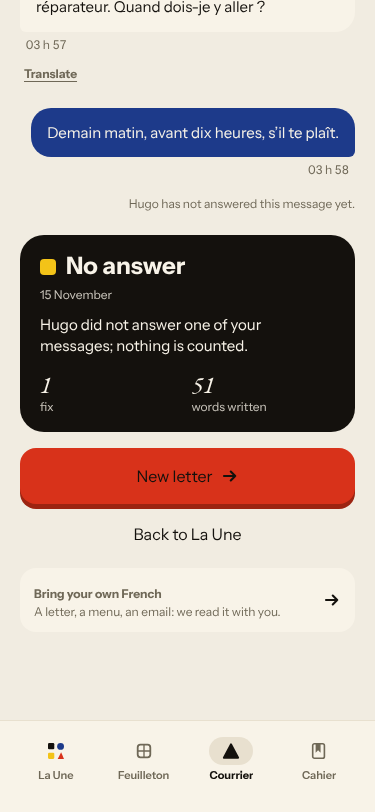 réparateur. Quand dois-je y aller ?
03 h 57
Translate
Demain matin, avant dix heures, s'il te plaît.
03 h 58
Hugo has not answered this message yet.
No answer
15 November
Hugo did not answer one of your
messages; nothing is counted.
1
fix
51
words written
New letter →
Back to La Une
Bring your own French
A letter, a menu, an email: we read it with you.
La Une
Feuilleton
Courrier
Cahier